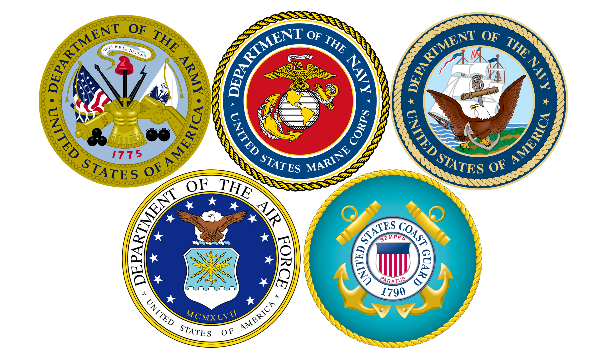 DEPARTMENT OF THE ARMY
UNITED STATES OF AMERICA
1775
DEPARTMENT OF THE NAVY
UNITED STATES MARINE CORPS
DEPARTMENT OF THE NAVY
UNITED STATES OF AMERICA
DEPARTMENT OF THE AIR FORCE
MCMXLVII
UNITED STATES OF AMERICA
UNITED STATES COAST GUARD
SEMPER
PARATUS
1790